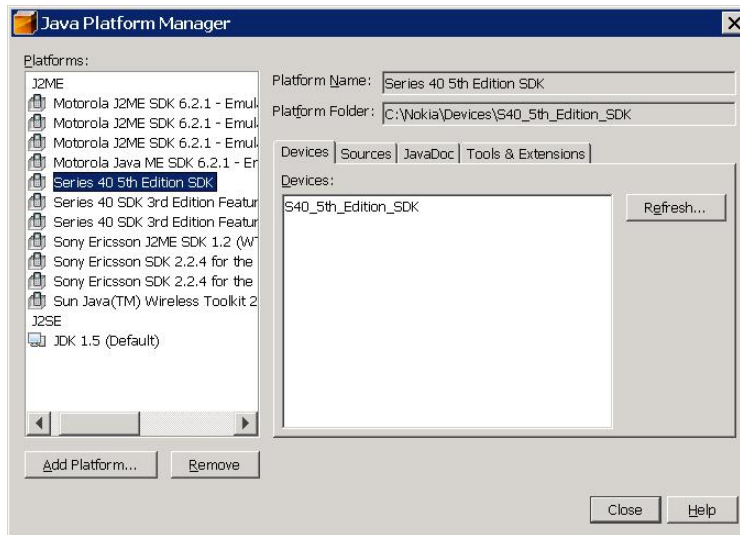 Java Platform Manager
Platforms:
J2ME
Motorola J2ME SDK 6.2.1 - Emul
Motorola J2ME SDK 6.2.1 - Emul
Motorola J2ME SDK 6.2.1 - Emul
Motorola Java ME SDK 6.2.1 - Er
Series 40 5th Edition SDK
Series 40 SDK 3rd Edition Featur
Series 40 SDK 3rd Edition Featur
Sony Ericsson J2ME SDK 1.2 (W
Sony Ericsson SDK 2.2.4 for the
Sony Ericsson SDK 2.2.4 for the
Sun Java(TM) Wireless Toolkit 2
J2SE
JDK 1.5 (Default)
Add Platform... Remove
Platform Name: Series 40 5th Edition SDK
Platform Folder: C:\Nokia\Devices\S40_5th_Edition_SDK
Devices Sources JavaDoc Tools & Extensions
Devices:
S40_5th_Edition_SDK
Refresh...
Close Help